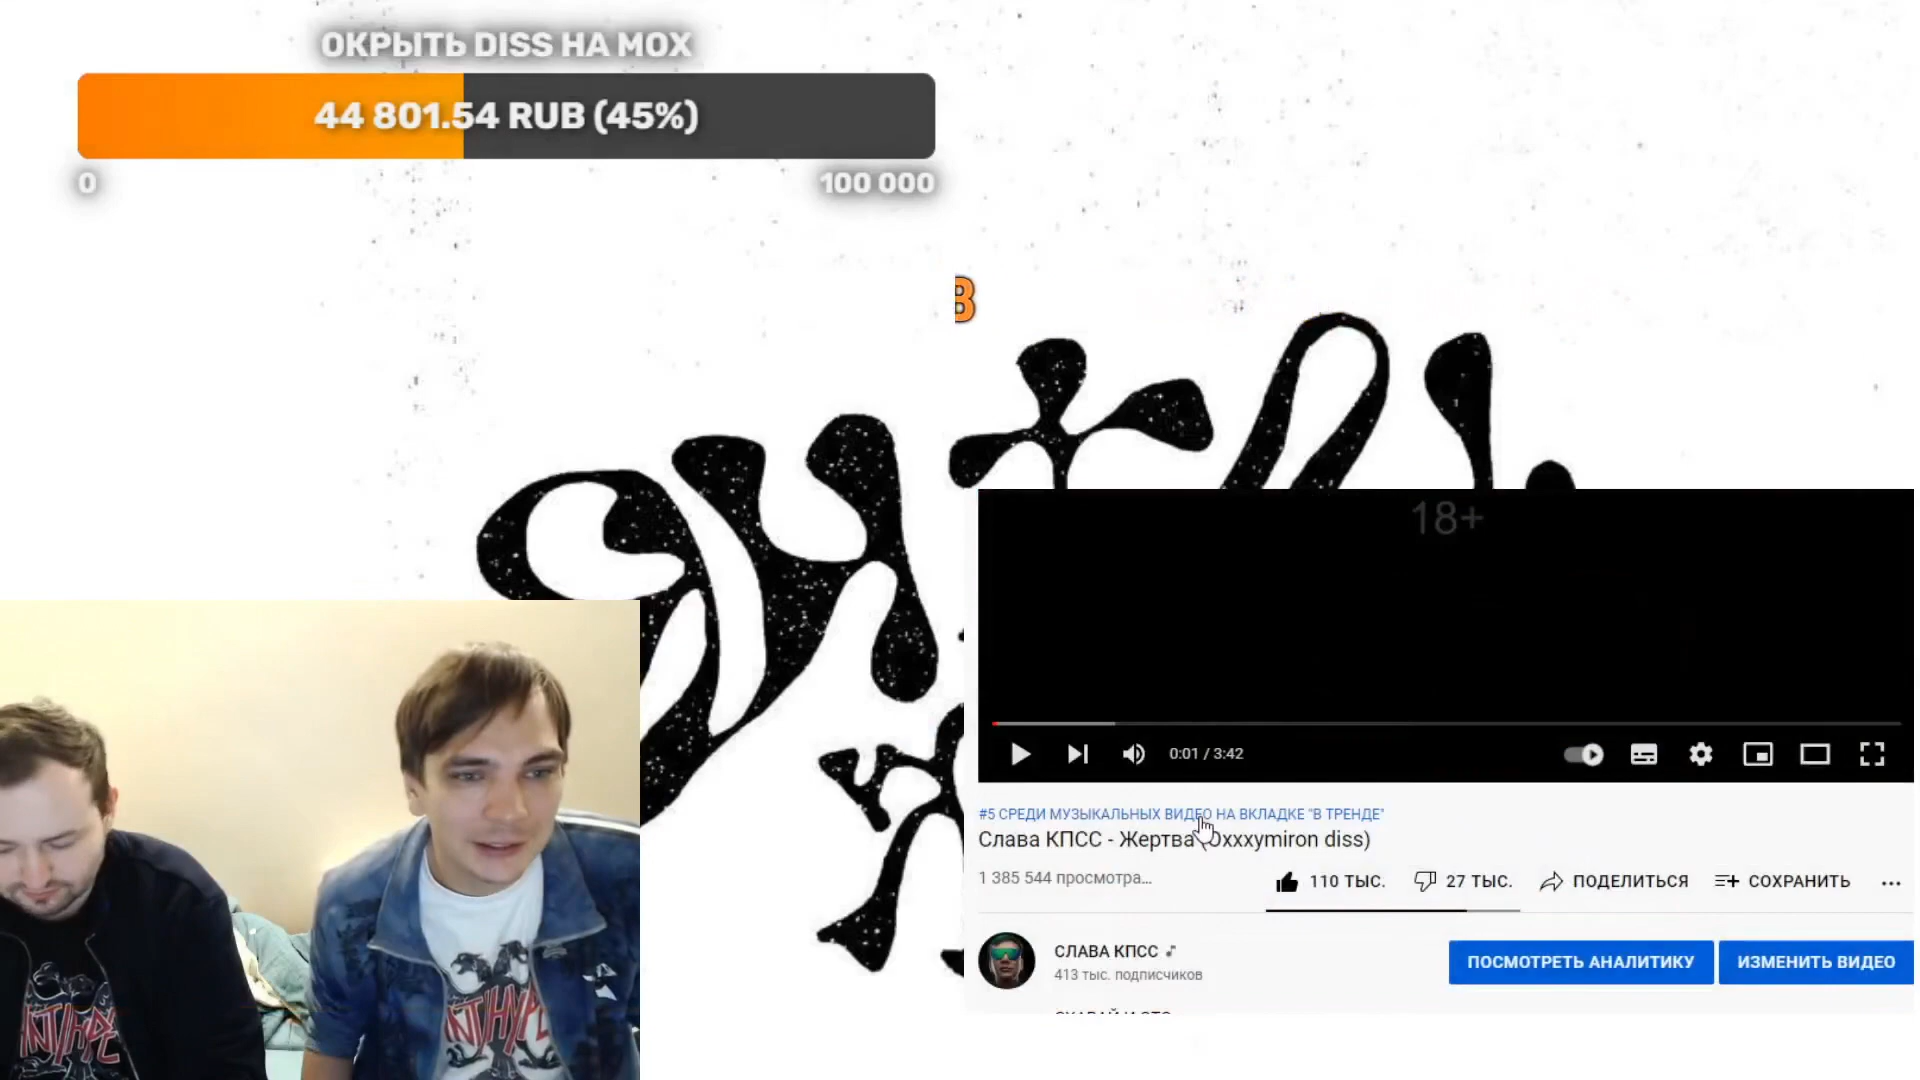 ОКРЫТЬ DISS НА МОХ
44 801.54 RUB (45%)
0
100 000
В
18+
0:01 / 3:42
#5 СРЕДИ МУЗЫКАЛЬНЫХ ВИДЕО НА ВКЛАДКЕ "В ТРЕНДЕ"
Слава КПСС - Жертва Oxxxymiron diss)
1 385 544 просмотра...
110 ТЫС.
27 ТЫС.
ПОДЕЛИТЬСЯ
СОХРАНИТЬ
СЛАВА КПСС
413 тыс. подписчиков
ПОСМОТРЕТЬ АНАЛИТИКУ
ИЗМЕНИТЬ ВИДЕО